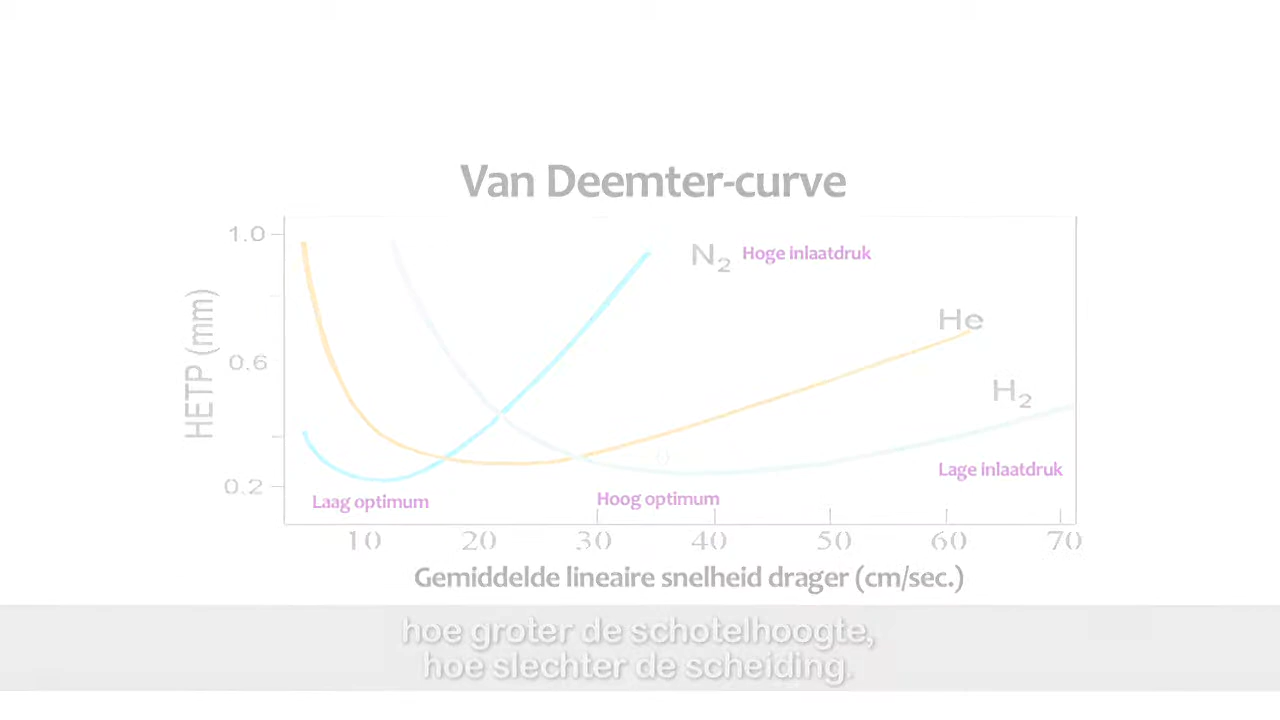 Van Deemter-curve
1.0
N₂ Hoge inlaatdruk
HETP (mm)
He
0.6
H₂
Lage inlaatdruk
0.2
Laag optimum
Hoog optimum
10 20 30 40 50 60 70
Gemiddelde lineaire snelheid drager (cm/sec.)
hoe groter de schotelhoogte,
hoe slechter de scheiding.